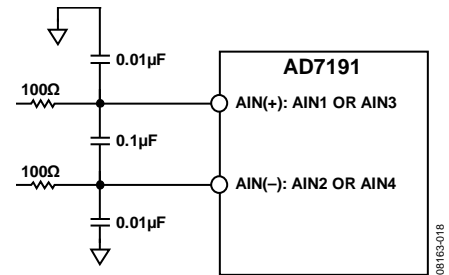 0.01µF
AD7191
100Ω
AIN(+): AIN1 OR AIN3
0.1µF
100Ω
AIN(–): AIN2 OR AIN4
0.01µF
08163-018